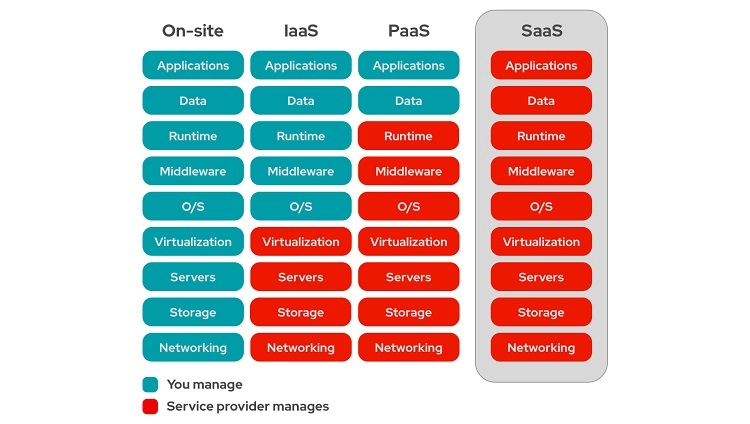 On-site IaaS PaaS SaaS
Applications Applications Applications Applications
Data Data Data Data
Runtime Runtime Runtime Runtime
Middleware Middleware Middleware Middleware
O/S O/S O/S O/S
Virtualization Virtualization Virtualization Virtualization
Servers Servers Servers Servers
Storage Storage Storage Storage
Networking Networking Networking Networking
You manage
Service provider manages